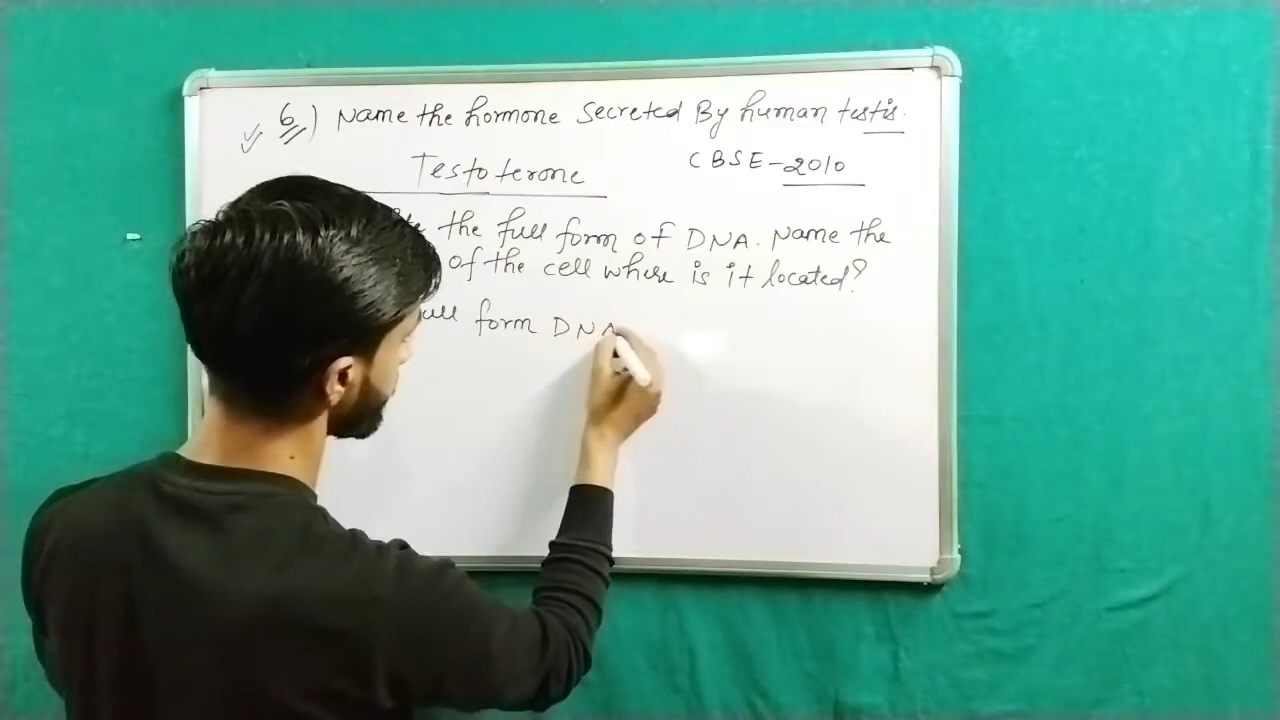 6) Name the hormone Secreted By human testis.
Testoterone
CBSE-2010
the full form of DNA. Name the
of the cell where is it located?
form DNA